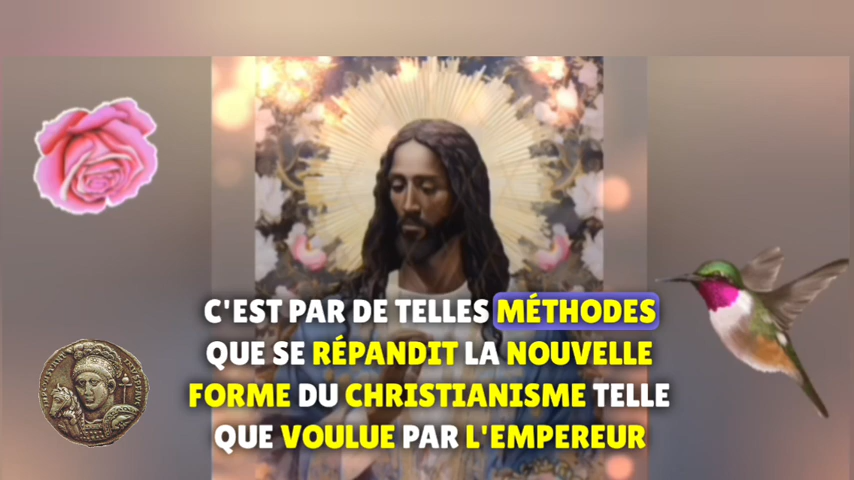 C'EST PAR DE TELLES MÉTHODES
QUE SE RÉPANDIT LA NOUVELLE
FORME DU CHRISTIANISME TELLE
QUE VOULUE PAR L'EMPEREUR